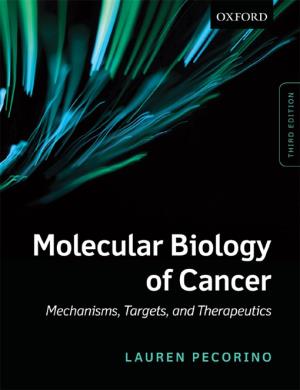 OXFORD
THIRD EDITION
Molecular Biology
of Cancer
Mechanisms, Targets, and Therapeutics
LAUREN PECORINO